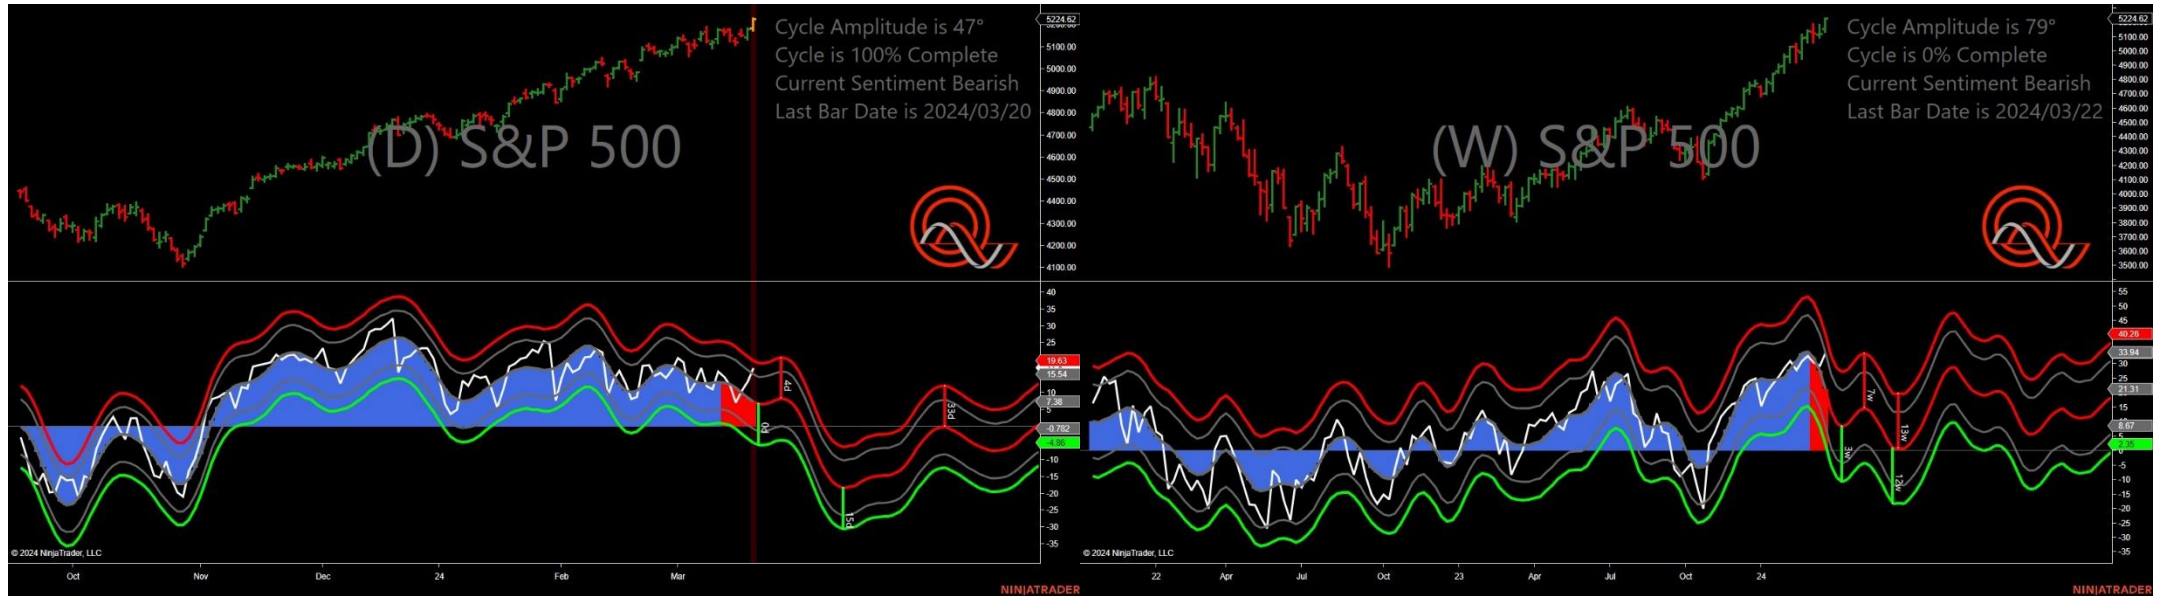 Cycle Amplitude is 47°
Cycle is 100% Complete
Current Sentiment Bearish
Last Bar Date is 2024/03/20
(D) S&P 500
5224.62
5100.00
5000.00
4900.00
4800.00
4700.00
4600.00
4500.00
4400.00
4300.00
4200.00
4100.00
40
35
30
25
19.63
15.54
10
7.38
5
-0.782
-4.86
-10
-15
-20
-25
-30
-35
4d
0d
33d
15d
© 2024 NinjaTrader, LLC
Oct
Nov
Dec
24
Feb
Mar
NINJATRADER
Cycle Amplitude is 79°
Cycle is 0% Complete
Current Sentiment Bearish
Last Bar Date is 2024/03/22
(W) S&P 500
5224.62
5100.00
5000.00
4900.00
4800.00
4700.00
4600.00
4500.00
4400.00
4300.00
4200.00
4100.00
4000.00
3900.00
3800.00
3700.00
3600.00
3500.00
55
50
45
40.26
33.94
30
25
21.31
15
8.67
2.35
-5
-10
-15
-20
-25
-30
-35
7w
3w
13w
12w
© 2024 NinjaTrader, LLC
22
Apr
Jul
Oct
23
Apr
Jul
Oct
24
NINJATRADER